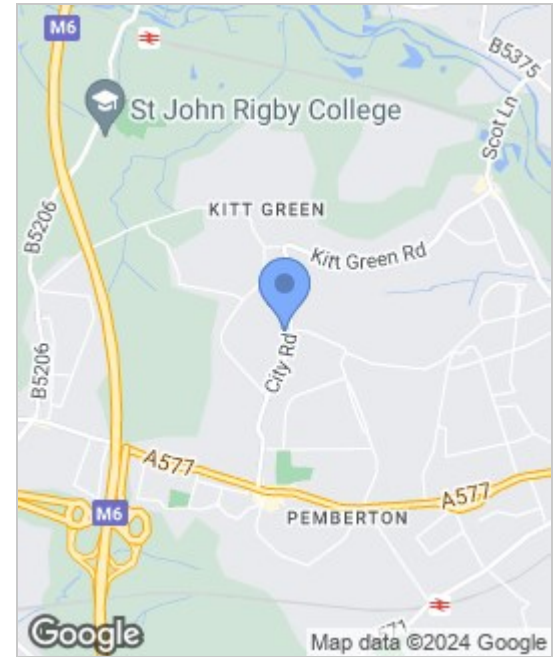 M6
B5375
St John Rigby College
Scot Ln
KITT GREEN
B5206
Kitt Green Rd
City Rd
B5206
A577
A577
M6
PEMBERTON
571
Google
Map data ©2024 Google